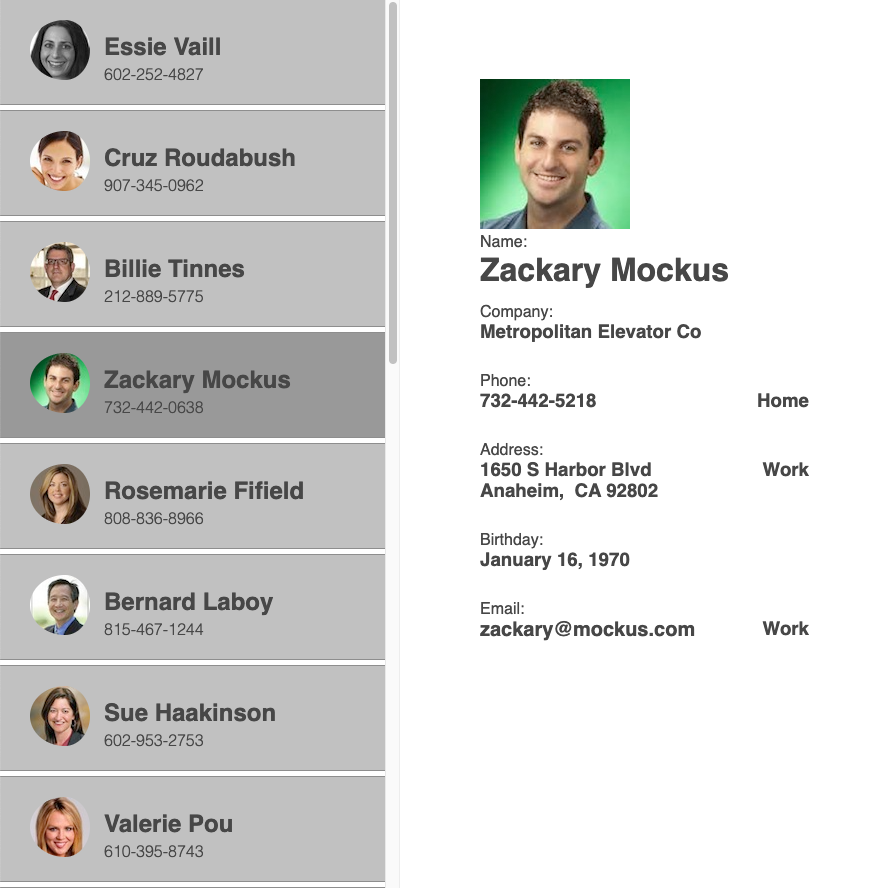 Essie Vaill
602-252-4827
Cruz Roudabush
907-345-0962
Billie Tinnes
212-889-5775
Zackary Mockus
732-442-0638
Rosemarie Fifield
808-836-8966
Bernard Laboy
815-467-1244
Sue Haakinson
602-953-2753
Valerie Pou
610-395-8743
Name:
Zackary Mockus
Company:
Metropolitan Elevator Co
Phone:
732-442-5218 Home
Address:
1650 S Harbor Blvd Work
Anaheim, CA 92802
Birthday:
January 16, 1970
Email:
zackary@mockus.com Work